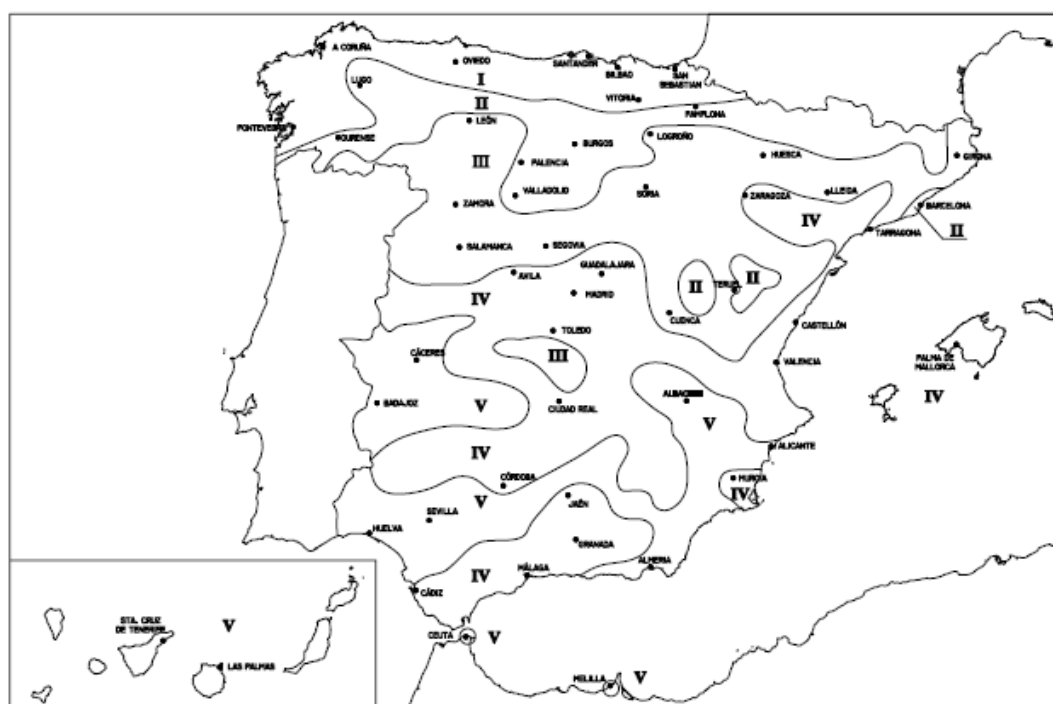 A CORUÑA
OVIEDO
SANTANDER
BILBAO
SAN
SEBASTIAN
LUGO
I
VITORIA
PAMPLONA
II
PONTEVEDRA
OURENSE
LEÓN
LOGROÑO
BURGOS
HUESCA
GIRONA
III
PALENCIA
VALLADOLID
SORIA
ZARAGOZA
LLEIDA
ZAMORA
IV
BARCELONA
TARRAGONA
II
SALAMANCA
SEGOVIA
GUADALAJARA
AVILA
TERUEL
II
II
IV
MADRID
CUENCA
CASTELLÓN
TOLEDO
CÁCERES
III
VALENCIA
PALMA DE
MALLORCA
IV
BADAJOZ
V
CIUDAD REAL
ALBACETE
V
ALICANTE
IV
CÓRDOBA
MURCIA
IV
V
JAÉN
SEVILLA
HUELVA
GRANADA
ALMERIA
IV
MÁLAGA
CÁDIZ
STA. CRUZ
DE TENERIFE
V
CEUTA
V
LAS PALMAS
MELILLA
V